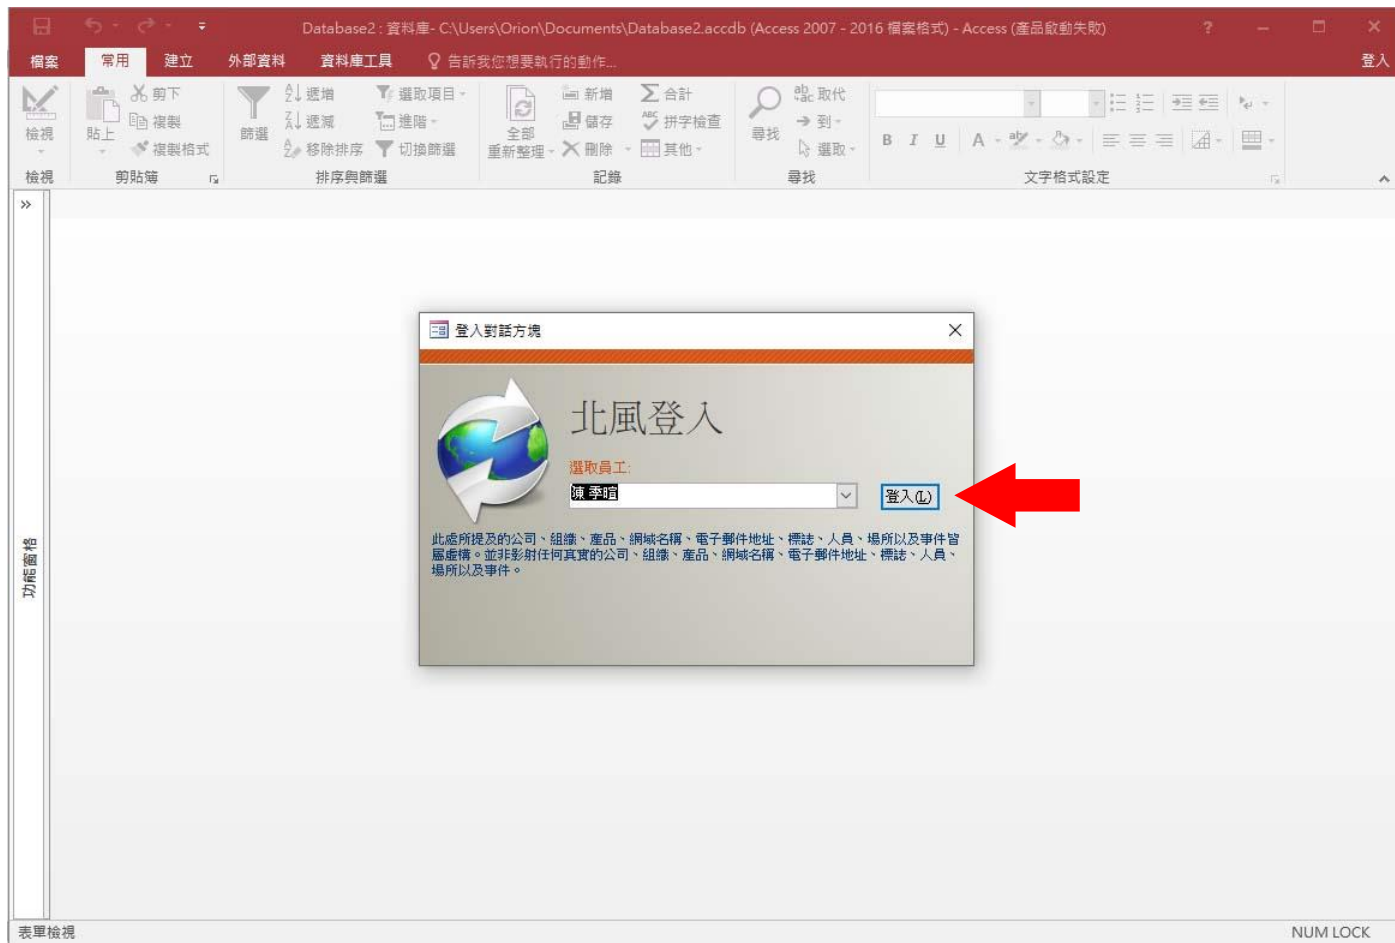 Database2 : 資料庫- C:\Users\Orion\Documents\Database2.accdb (Access 2007 - 2016 檔案格式) - Access (產品啟動失敗) ?
檔案 常用 建立 外部資料 資料庫工具 告訴我您想要執行的動作... 登入
檢視
貼上
剪下
複製
複製格式
篩選
遞增
遞減
移除排序
選取項目
進階
切換篩選
全部
重新整理
新增
儲存
刪除
合計
拼字檢查
其他
尋找
取代
到
選取
B I U A
檢視 剪貼簿 排序與篩選 記錄 尋找 文字格式設定
功能窗格
登入對話方塊
北風登入
選取員工:
陳 季暄
登入(L)
此處所提及的公司、組織、產品、網域名稱、電子郵件地址、標誌、人員、場所以及事件皆
屬虛構。並非影射任何真實的公司、組織、產品、網域名稱、電子郵件地址、標誌、人員、
場所以及事件。
表單檢視 NUM LOCK